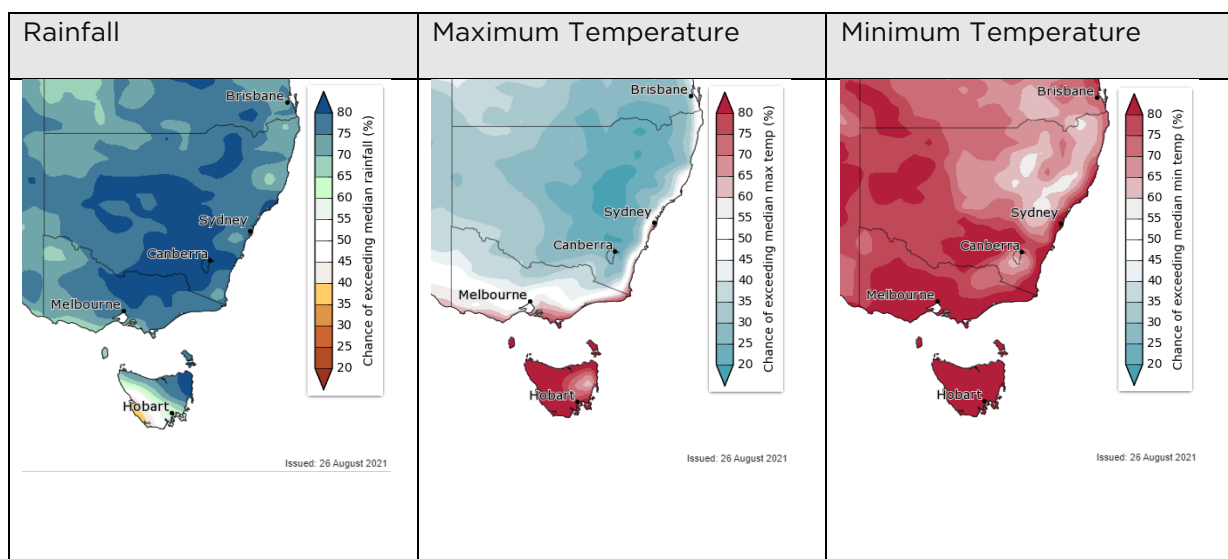 Rainfall
Maximum Temperature
Minimum Temperature
Brisbane
Sydney
Canberra
Melbourne
Hobart
80
75
70
65
60
55
50
45
40
35
30
25
20
Chance of exceeding median rainfall (%)
Issued: 26 August 2021
Brisbane
Sydney
Canberra
Melbourne
Hobart
80
75
70
65
60
55
50
45
40
35
30
25
20
Chance of exceeding median max temp (%)
Issued: 26 August 2021
Brisbane
Sydney
Canberra
Melbourne
Hobart
80
75
70
65
60
55
50
45
40
35
30
25
20
Chance of exceeding median min temp (%)
Issued: 26 August 2021